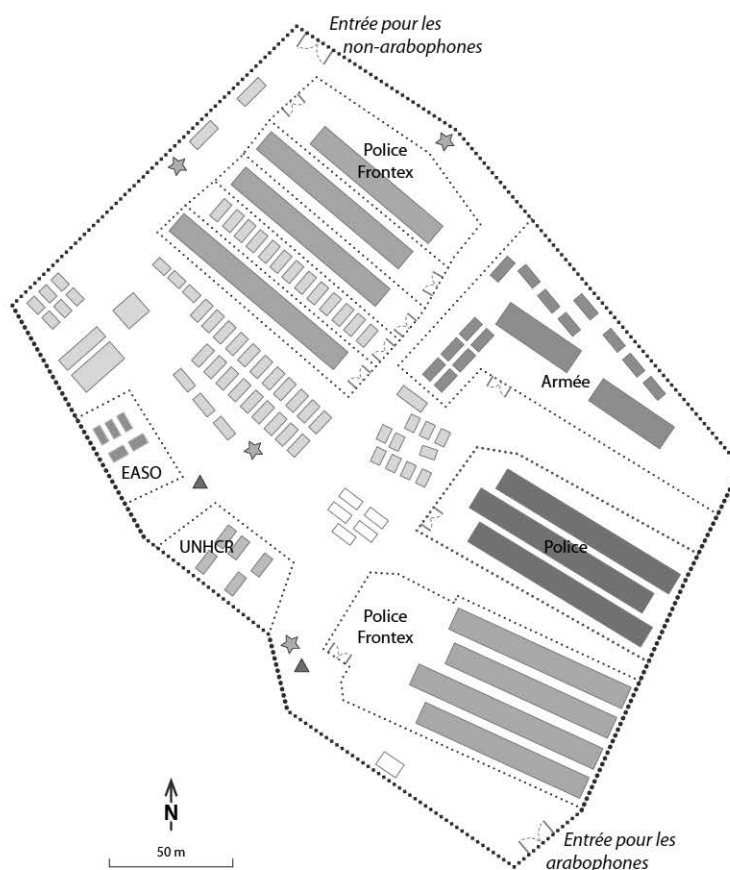 Entrée pour les
non-arabophones
Police
Frontex
Armée
EASO
UNHCR
Police
Police
Frontex
N
50 m
Entrée pour les
arabophones